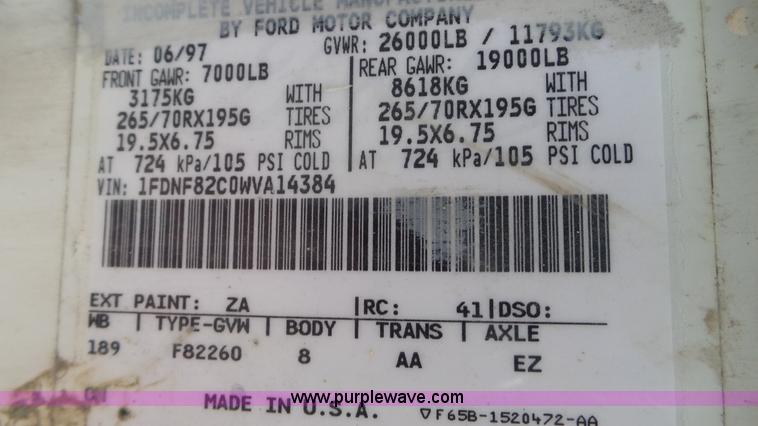 INCOMPLETE VEHICLE
BY FORD MOTOR COMPANY
DATE: 06/97 GVWR: 26000LB / 11793KG
FRONT GAWR: 7000LB REAR GAWR: 19000LB
3175KG WITH 8618KG WITH
265/70RX195G TIRES 265/70RX195G TIRES
19.5X6.75 RIMS 19.5X6.75 RIMS
AT 724 kPa/105 PSI COLD AT 724 kPa/105 PSI COLD
VIN: 1FDNF82C0WVA14384
EXT PAINT: ZA RC: 41 DSO:
WB TYPE-GVW BODY TRANS AXLE
189 F82260 8 AA EZ
www.purplewave.com
MADE IN U.S.A. F65B-1520472-AA